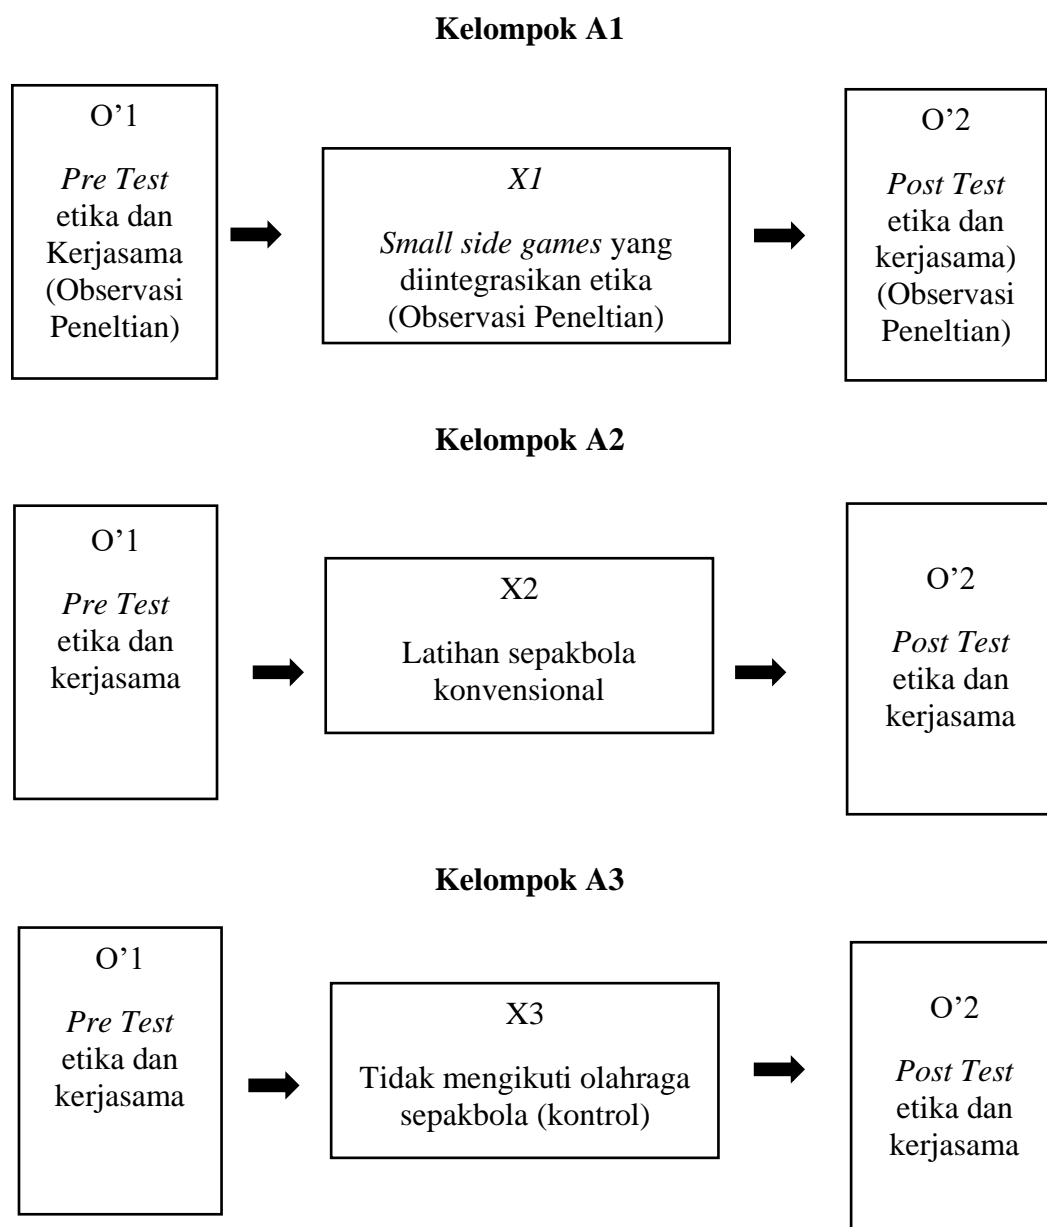 Kelompok A1
O’1
Pre Test
etika dan
Kerjasama
(Observasi
Peneltian)
X1
Small side games yang
diintegrasikan etika
(Observasi Peneltian)
O’2
Post Test
etika dan
kerjasama)
(Observasi
Peneltian)
Kelompok A2
O’1
Pre Test
etika dan
kerjasama
X2
Latihan sepakbola
konvensional
O’2
Post Test
etika dan
kerjasama
Kelompok A3
O’1
Pre Test
etika dan
kerjasama
X3
Tidak mengikuti olahraga
sepakbola (kontrol)
O’2
Post Test
etika dan
kerjasama